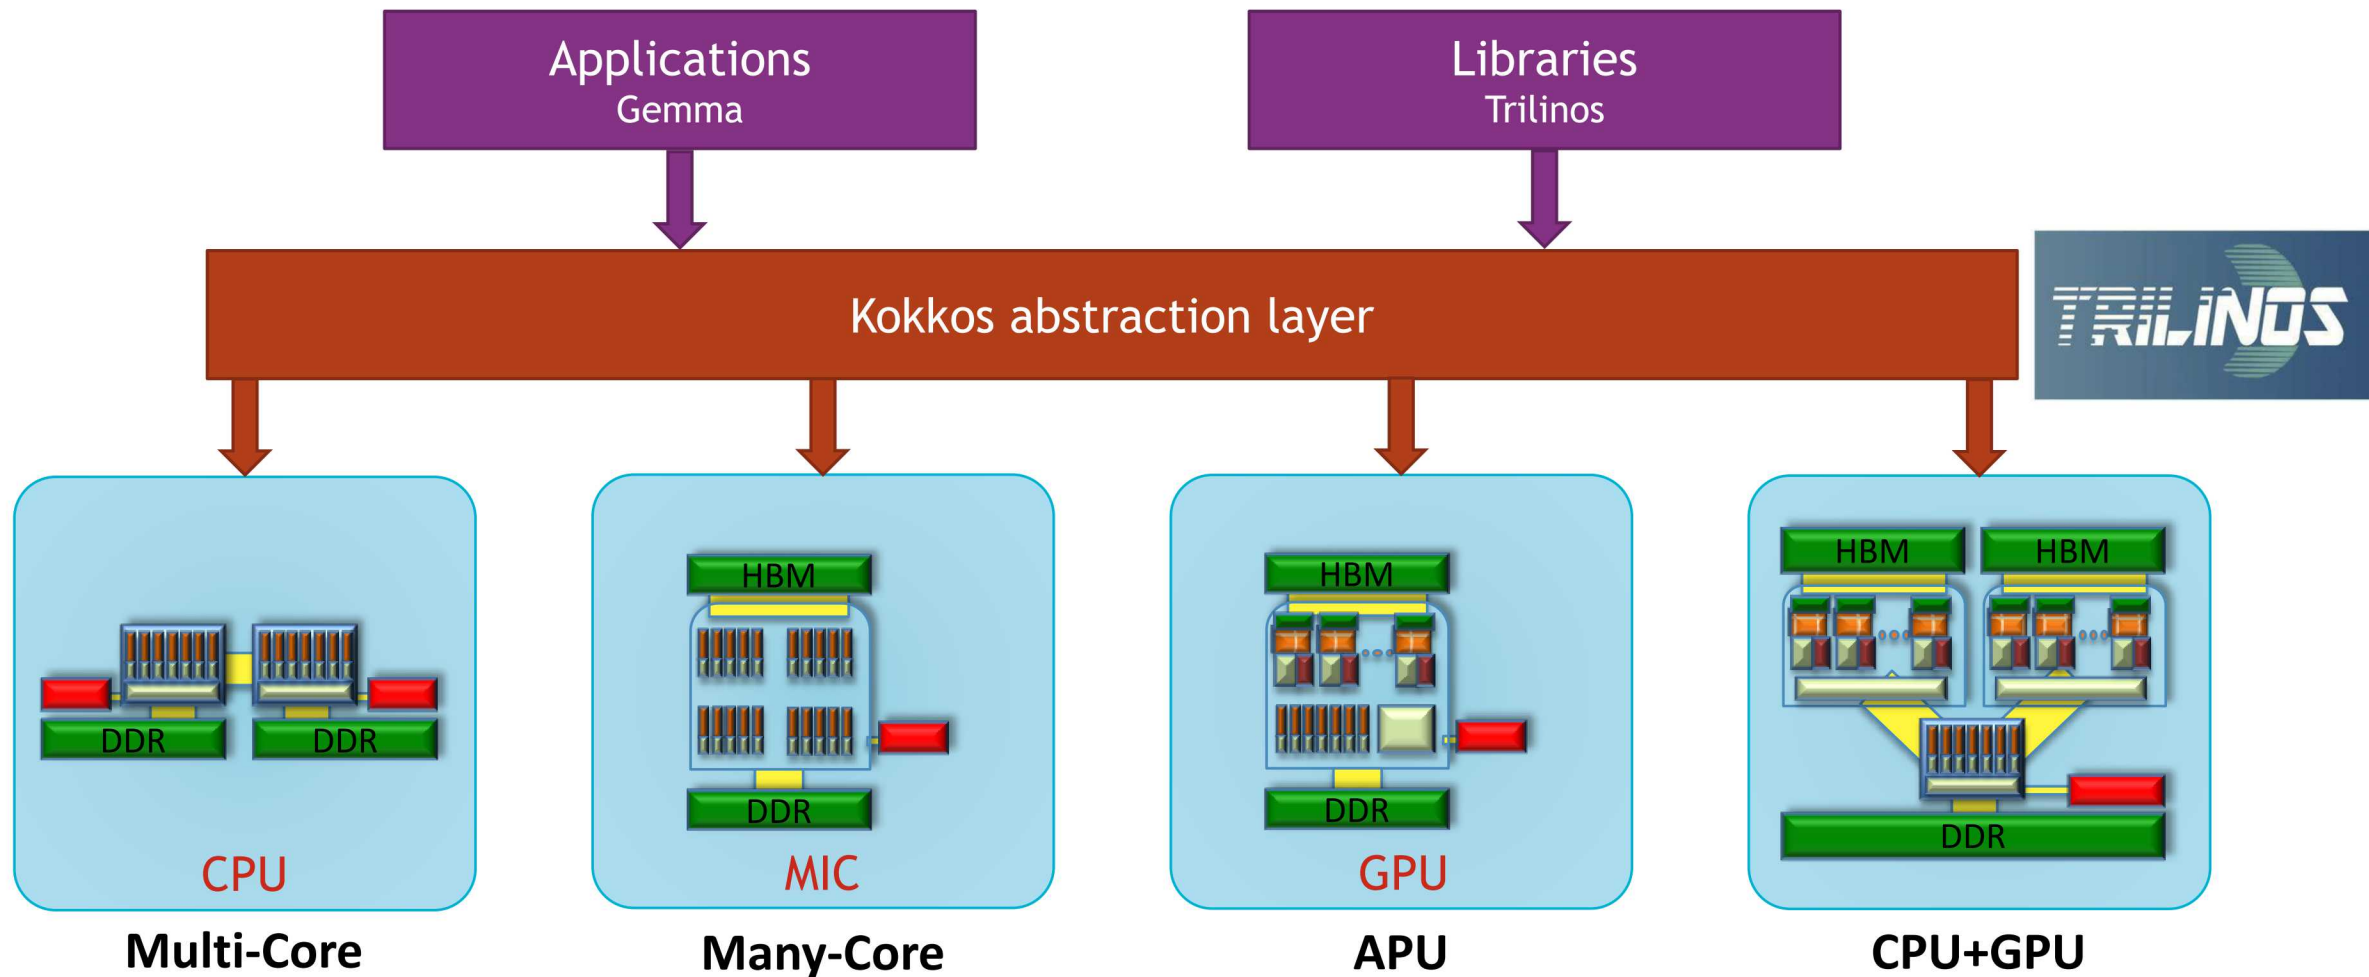 Applications
Gemma
Libraries
Trilinos
Kokkos abstraction layer
TRILINOS
DDR
DDR
CPU
HBM
DDR
MIC
HBM
DDR
GPU
HBM
HBM
DDR
Multi-Core
Many-Core
APU
CPU+GPU